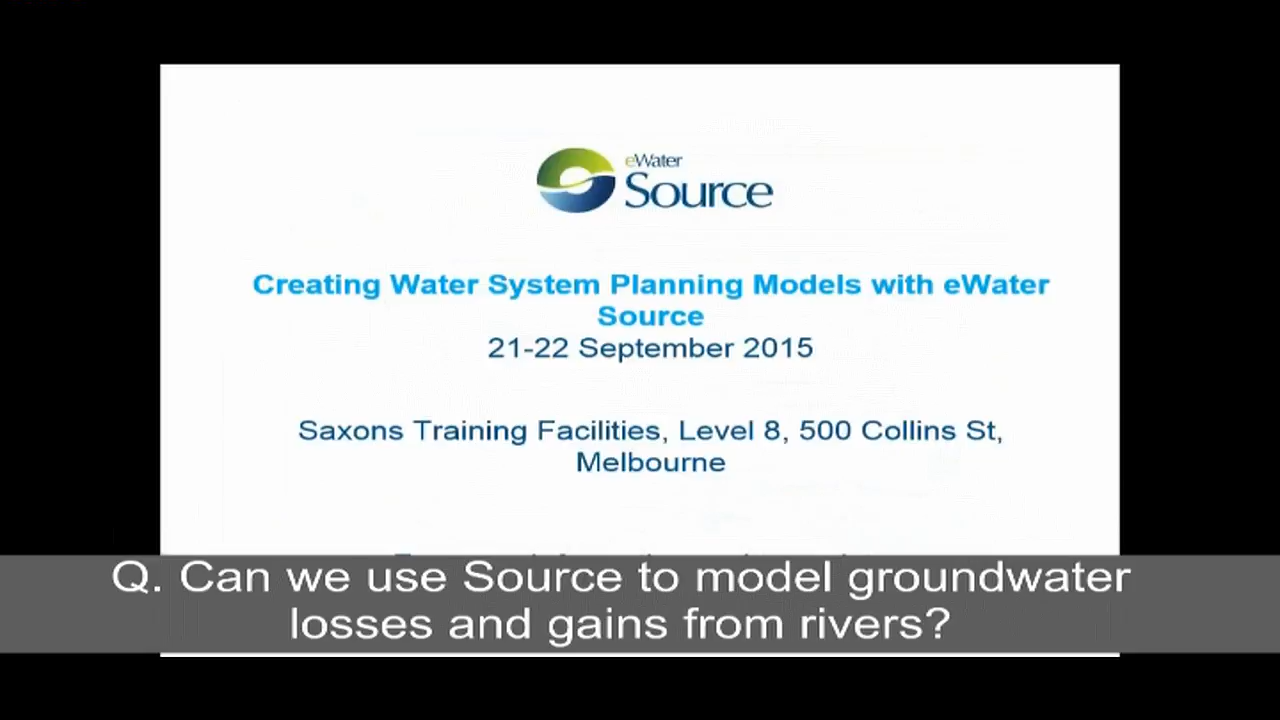 eWater
Source
Creating Water System Planning Models with eWater
Source
21-22 September 2015
Saxons Training Facilities, Level 8, 500 Collins St,
Melbourne
Q. Can we use Source to model groundwater
losses and gains from rivers?